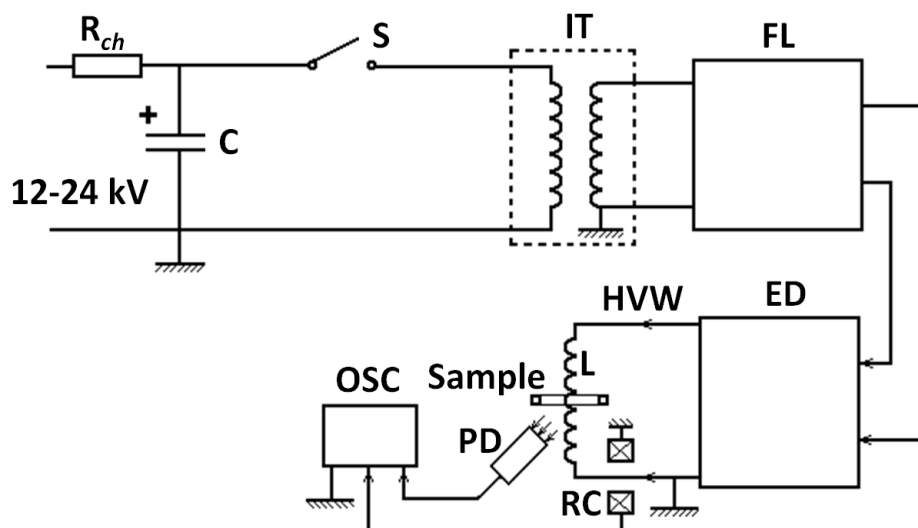 R_ch
S
IT
FL
+
C
12-24 kV
HVW
ED
OSC
Sample
L
PD
RC